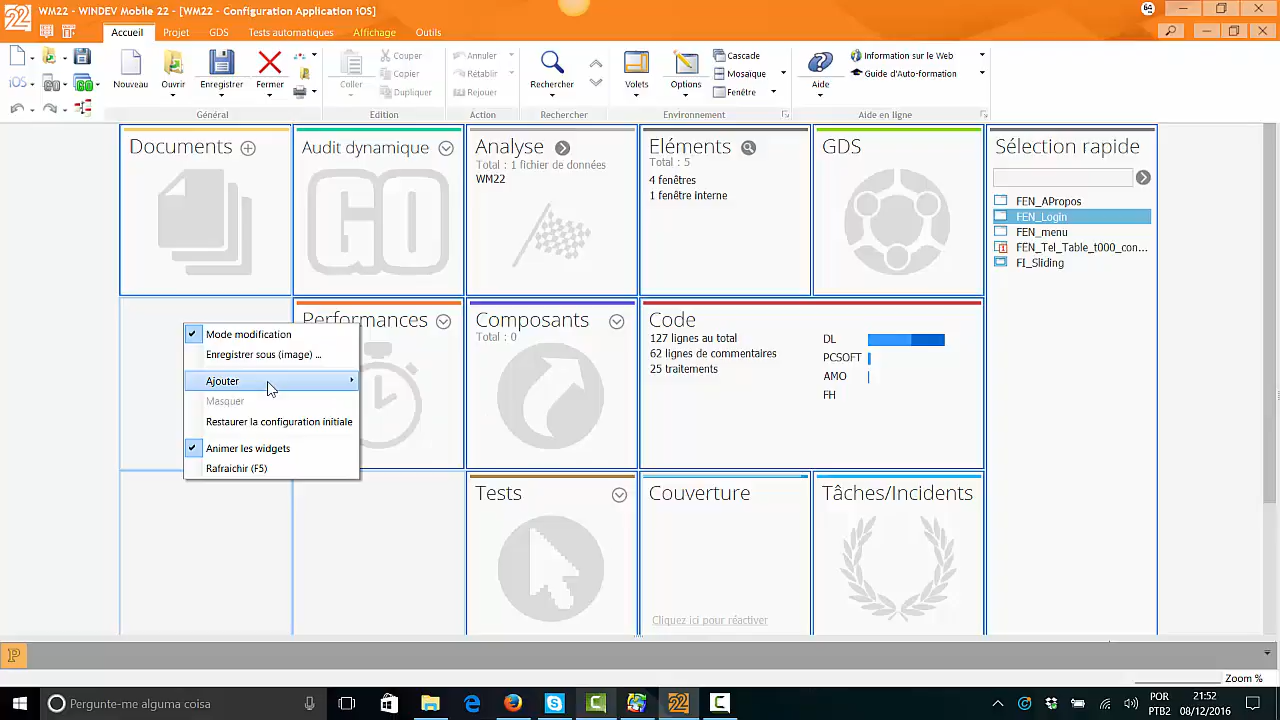 WM22 - WINDEV Mobile 22 - [WM22 - Configuration Application iOS]
22
64
Accueil Projet GDS Tests automatiques Affichage Outils
iOS
Nouveau Ouvrir Enregistrer Fermer
Général
Coller
Couper
Copier
Dupliquer
Edition
Annuler
Rétablir
Rejouer
Action
Rechercher
Rechercher
Volets Options
Cascade
Mosaïque
Fenêtre
Environnement
Aide
Information sur le Web
Guide d'AutoFormation
Aide en ligne
Documents
Audit dynamique
GO
Analyse
Total : 1 fichier de données
WM22
Eléments
Total : 5
4 fenêtres
1 fenêtre interne
GDS
Sélection rapide
FEN_APropos
FEN_Login
FEN_menu
FEN_Tel_Table_t000_con...
FI_Sliding
Mode modification
Enregistrer sous (image) ...
Ajouter
Masquer
Restaurer la configuration initiale
Animer les widgets
Rafraichir (F5)
Performances
Composants
Total : 0
Code
127 lignes au total
62 lignes de commentaires
25 traitements
DL
PCSOFT
AMO
FH
Tests
Couverture
Cliquez ici pour réactiver
Tâches/Incidents
P
Zoom %
Pergunte-me alguma coisa
22
POR
PTB2
21:52
08/12/2016